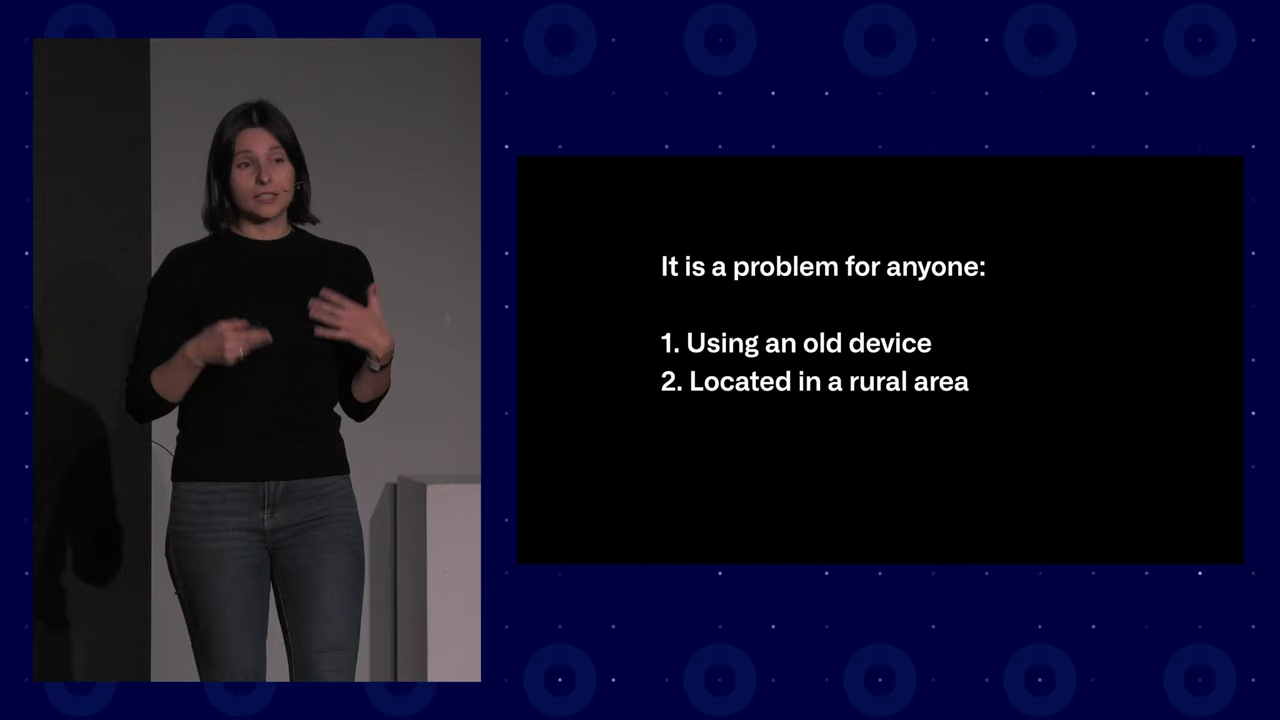 It is a problem for anyone:
1. Using an old device
2. Located in a rural area